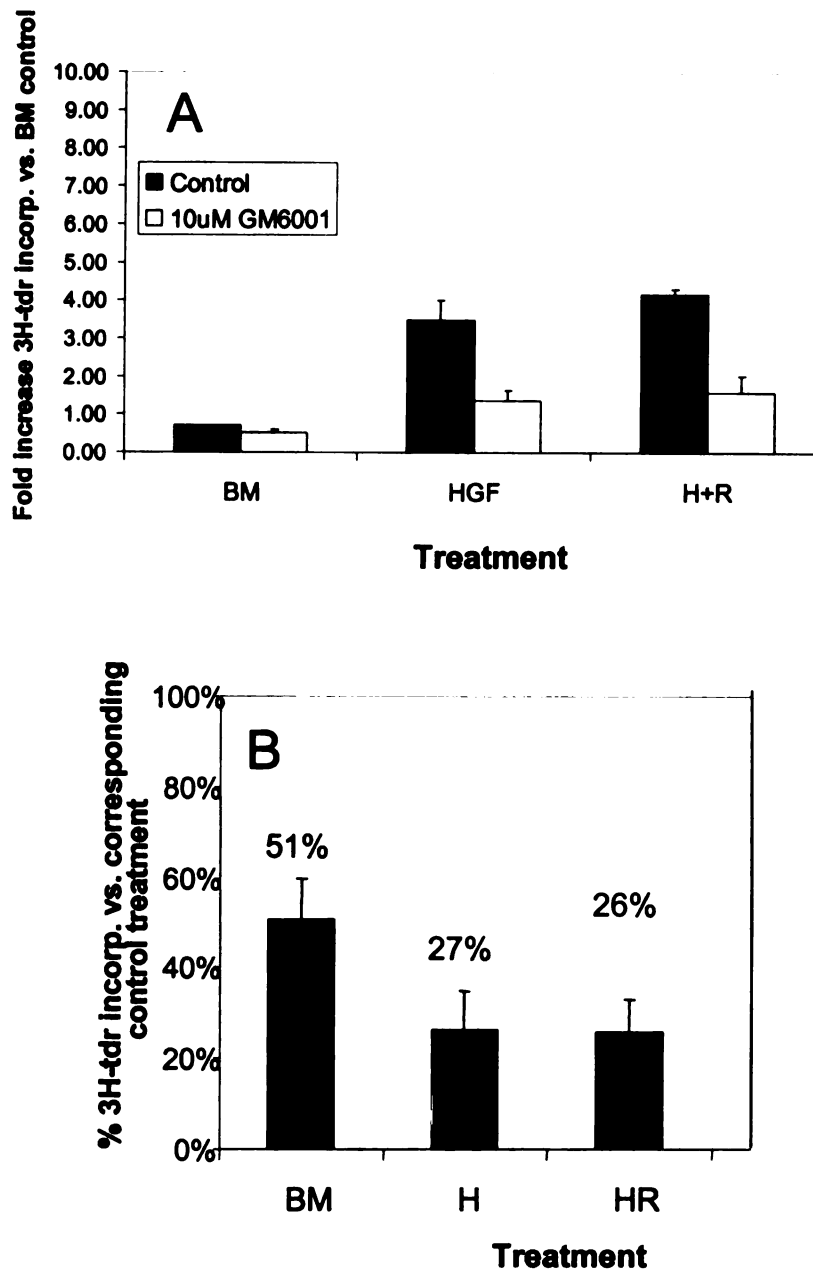 Fold increase 3H-tdr incorp. vs. BM control
10.00
9.00
8.00
7.00
6.00
5.00
4.00
3.00
2.00
1.00
0.00
A
Control
10uM GM6001
BM HGF H+R
Treatment
% 3H-tdr incorp. vs. corresponding
control treatment
100%
80%
60%
40%
20%
0%
B
51%
27%
26%
BM H HR
Treatment